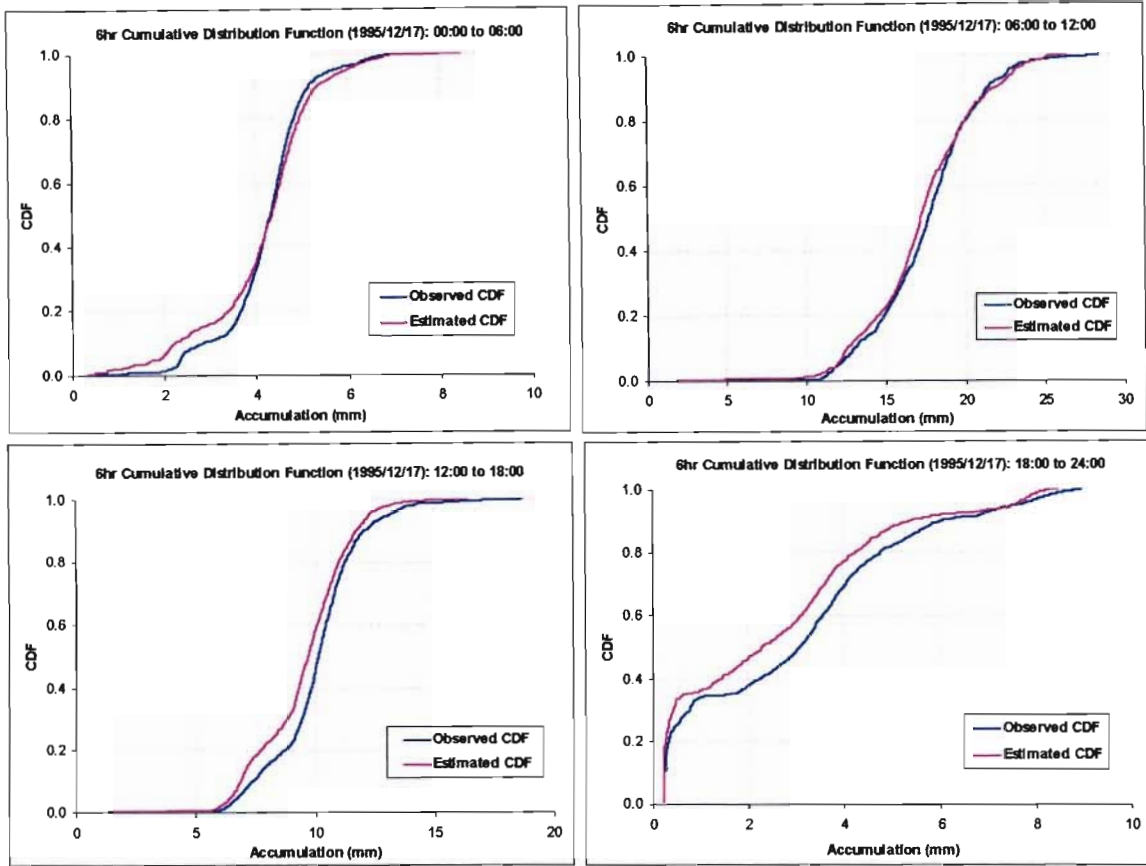 6hr Cumulative Distribution Function (1995/12/17): 00:00 to 06:00
1.0
0.8
0.6
0.4
0.2
0.0
CDF
0 2 4 6 8 10
Accumulation (mm)
Observed CDF
Estimated CDF
6hr Cumulative Distribution Function (1995/12/17): 06:00 to 12:00
1.0
0.8
0.6
0.4
0.2
0.0
CDF
0 5 10 15 20 25 30
Accumulation (mm)
Observed CDF
Estimated CDF
6hr Cumulative Distribution Function (1995/12/17): 12:00 to 18:00
1.0
0.8
0.6
0.4
0.2
0.0
CDF
0 5 10 15 20
Accumulation (mm)
Observed CDF
Estimated CDF
6hr Cumulative Distribution Function (1995/12/17): 18:00 to 24:00
1.0
0.8
0.6
0.4
0.2
0.0
CDF
0 2 4 6 8 10
Accumulation (mm)
Observed CDF
Estimated CDF